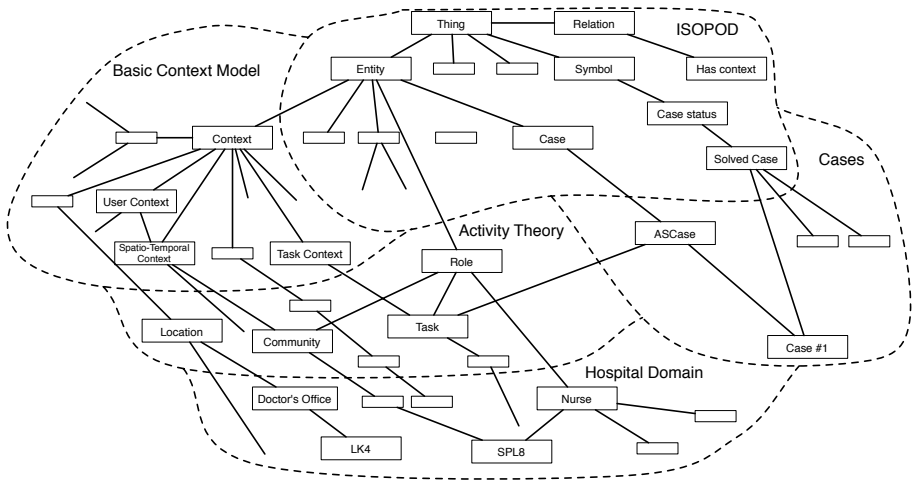 Thing
Relation
ISOPOD
Basic Context Model
Entity
Symbol
Has context
Case status
Context
Case
Solved Case
Cases
User Context
Activity Theory
ASCase
Spatio-Temporal
Context
Task Context
Role
Location
Community
Task
Case #1
Hospital Domain
Doctor's Office
Nurse
LK4
SPL8